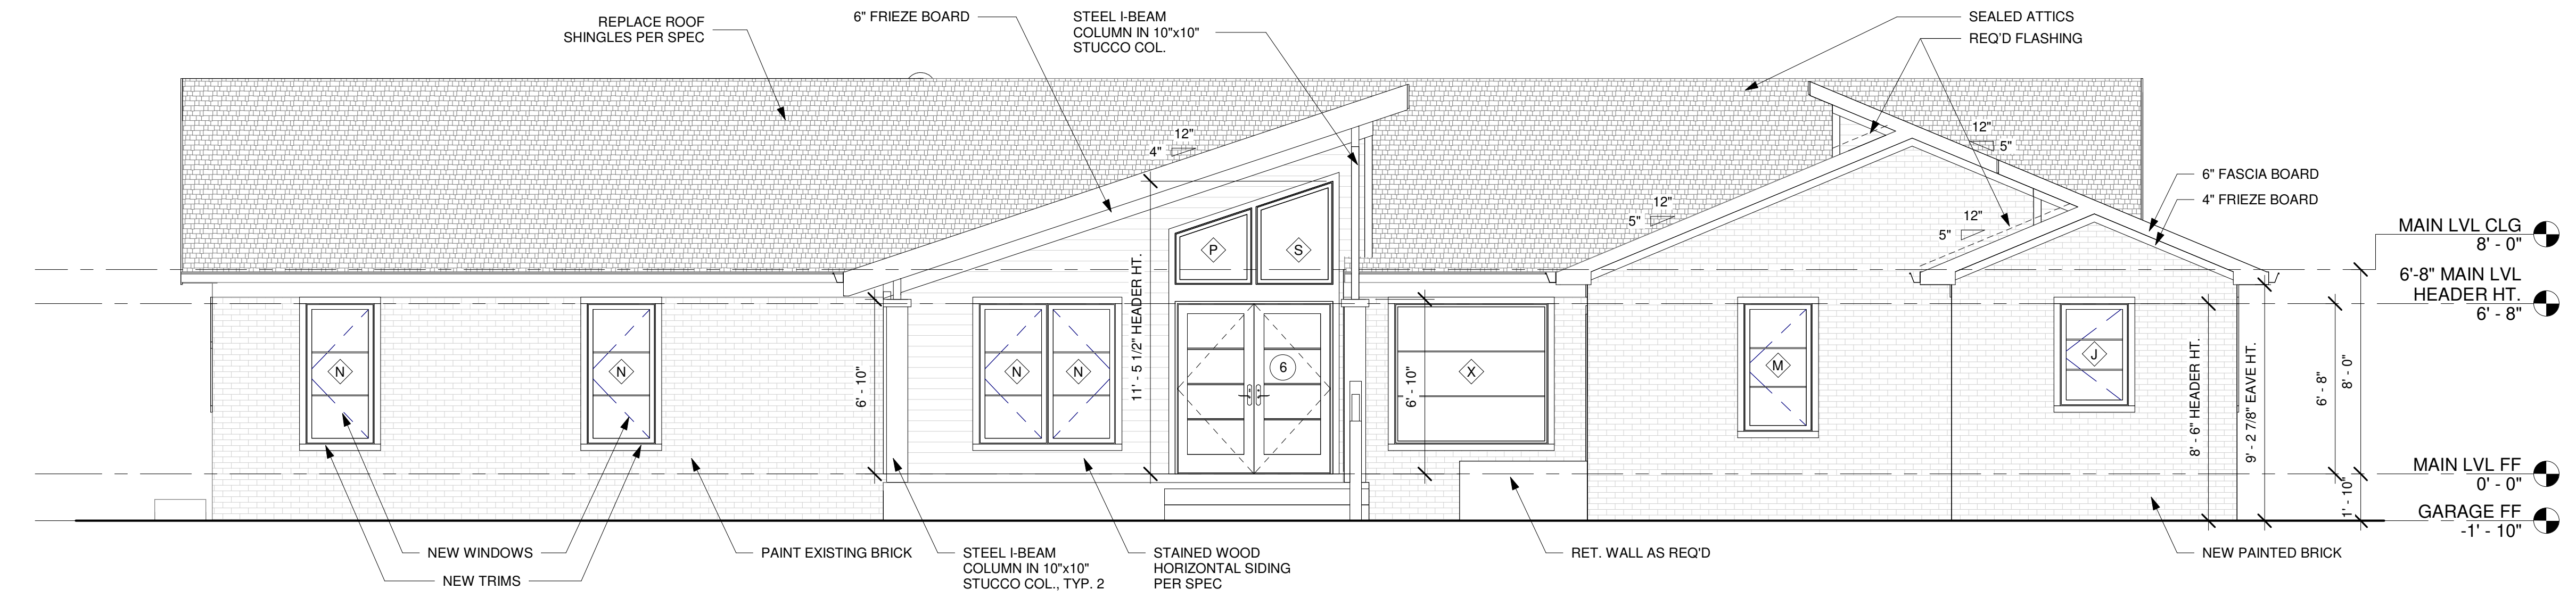 REPLACE ROOF
SHINGLES PER SPEC
6" FRIEZE BOARD
STEEL I-BEAM
COLUMN IN 10"x10"
STUCCO COL.
SEALED ATTICS
REQ'D FLASHING
12"
4"
12"
5"
12"
5"
12"
5"
6" FASCIA BOARD
4" FRIEZE BOARD
MAIN LVL CLG
8' - 0"
6'-8" MAIN LVL
HEADER HT.
6' - 8"
MAIN LVL FF
0' - 0"
GARAGE FF
-1' - 10"
P
S
N
N
N
N
6
X
M
J
6' - 10"
11' - 5 1/2" HEADER HT.
6' - 10"
8' - 6" HEADER HT.
9' - 2 7/8" EAVE HT.
6' - 8"
8' - 0"
1' - 10"
NEW WINDOWS
NEW TRIMS
PAINT EXISTING BRICK
STEEL I-BEAM
COLUMN IN 10"x10"
STUCCO COL., TYP. 2
STAINED WOOD
HORIZONTAL SIDING
PER SPEC
RET. WALL AS REQ'D
NEW PAINTED BRICK